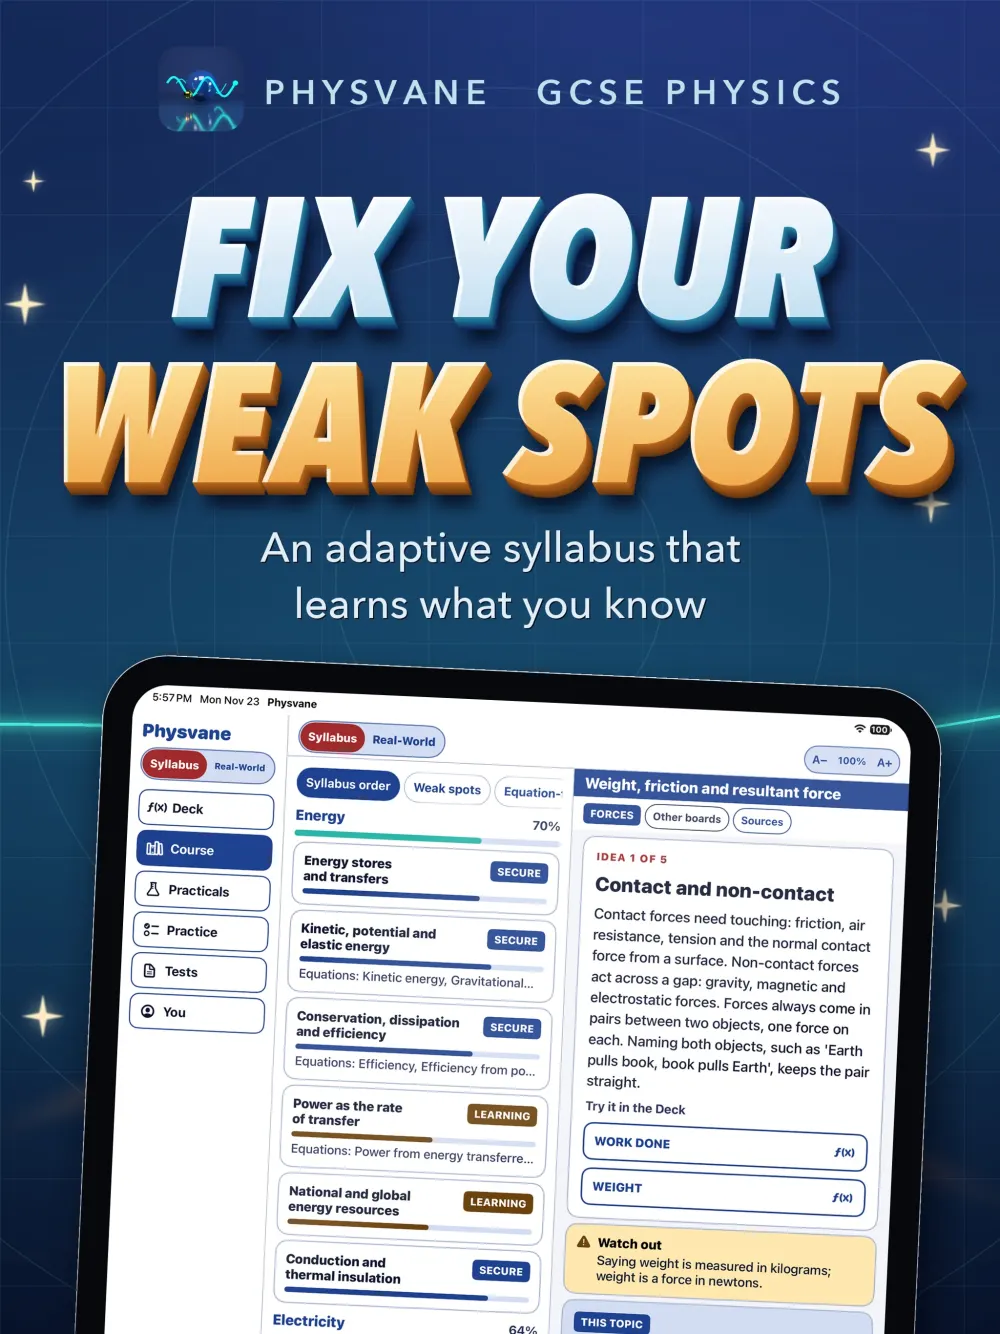 PHYSVANE GCSE PHYSICS
FIX YOUR
WEAK SPOTS
An adaptive syllabus that
learns what you know
5:57 PM Mon Nov 23 Physvane
100
Physvane
Syllabus Real-World
f(x) Deck
Course
Practicals
Practice
Tests
You
Syllabus Real-World
A− 100% A+
Syllabus order Weak spots
Energy 70%
Energy stores
and transfers
SECURE
Kinetic, potential and
elastic energy
SECURE
Equations: Kinetic energy, Gravitational...
Conservation, dissipation
and efficiency
SECURE
Equations: Efficiency, Efficiency from po...
Power as the rate
of transfer
LEARNING
Equations: Power from energy transferre...
National and global
energy resources
LEARNING
Conduction and
thermal insulation
SECURE
Electricity 64%
Weight, friction and resultant force
FORCES Other boards Sources
IDEA 1 OF 5
Contact and non-contact
Contact forces need touching: friction, air
resistance, tension and the normal contact
force from a surface. Non-contact forces
act across a gap: gravity, magnetic and
electrostatic forces. Forces always come in
pairs between two objects, one force on
each. Naming both objects, such as 'Earth
pulls book, book pulls Earth', keeps the pair
straight.
Try it in the Deck
WORK DONE f(x)
WEIGHT f(x)
Watch out
Saying weight is measured in kilograms;
weight is a force in newtons.
THIS TOPIC